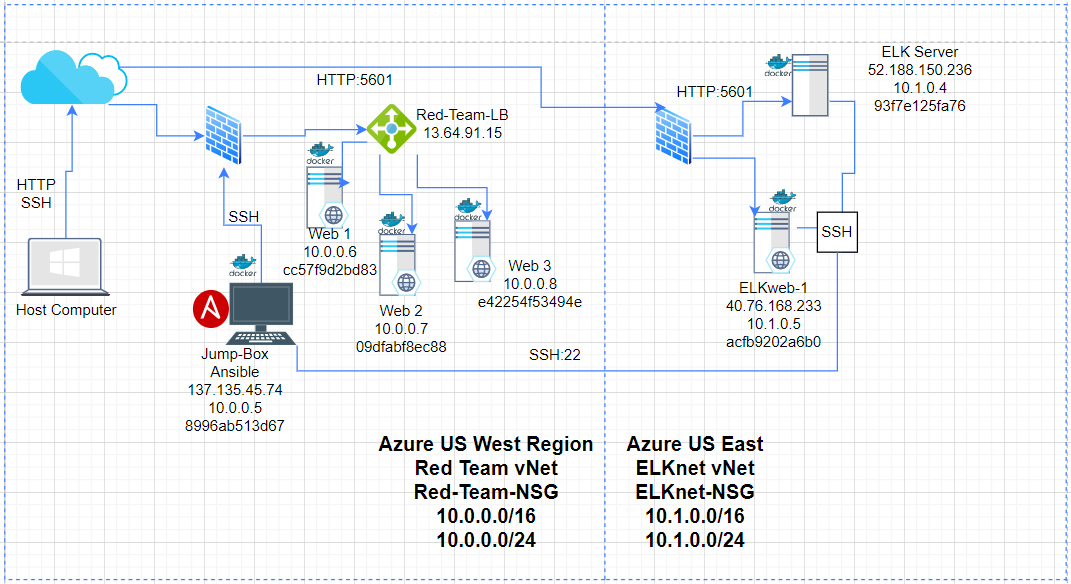 HTTP:5601
docker
ELK Server
52.188.150.236
10.1.0.4
93f7e125fa76
HTTP:5601
Red-Team-LB
13.64.91.15
docker
HTTP
SSH
SSH
Web 1
10.0.0.6
cc57f9d2bd83
docker
docker
docker
SSH
docker
Web 3
10.0.0.8
e42254f53494e
Web 2
10.0.0.7
09dfabf8ec88
ELKweb-1
40.76.168.233
10.1.0.5
acfb9202a6b0
Host Computer
A
Jump-Box
Ansible
137.135.45.74
10.0.0.5
8996ab513d67
SSH:22
Azure US West Region
Red Team vNet
Red-Team-NSG
10.0.0.0/16
10.0.0.0/24
Azure US East
ELKnet vNet
ELKnet-NSG
10.1.0.0/16
10.1.0.0/24